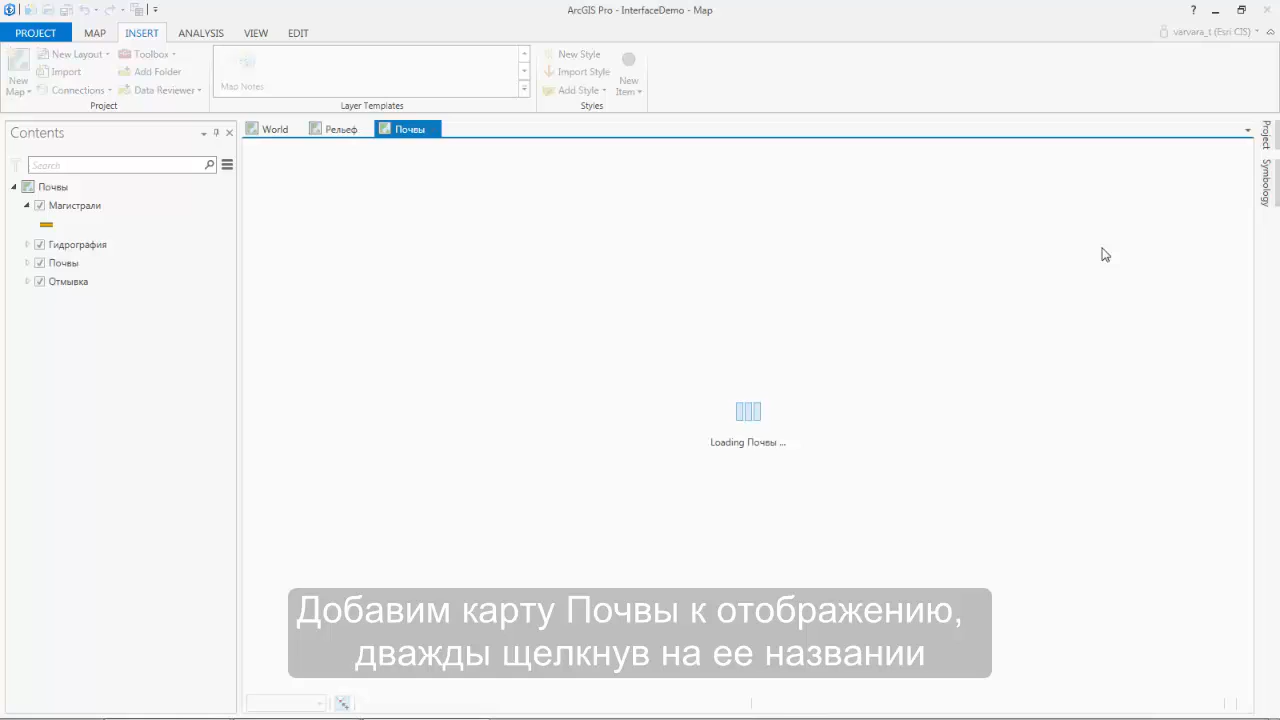 ArcGIS Pro - InterfaceDemo - Map
?
PROJECT MAP INSERT ANALYSIS VIEW EDIT
varvara_t (Esri CIS)
New Map
New Layout
Import
Connections
Toolbox
Add Folder
Data Reviewer
Project
Map Notes
Layer Templates
New Style
Import Style
Add Style
New Item
Styles
Contents
Search
Почвы
Магистрали
Гидрография
Почвы
Отмывка
World Рельеф Почвы
Loading Почвы ...
Project
Symbology
Добавим карту Почвы к отображению,
дважды щелкнув на ее названии